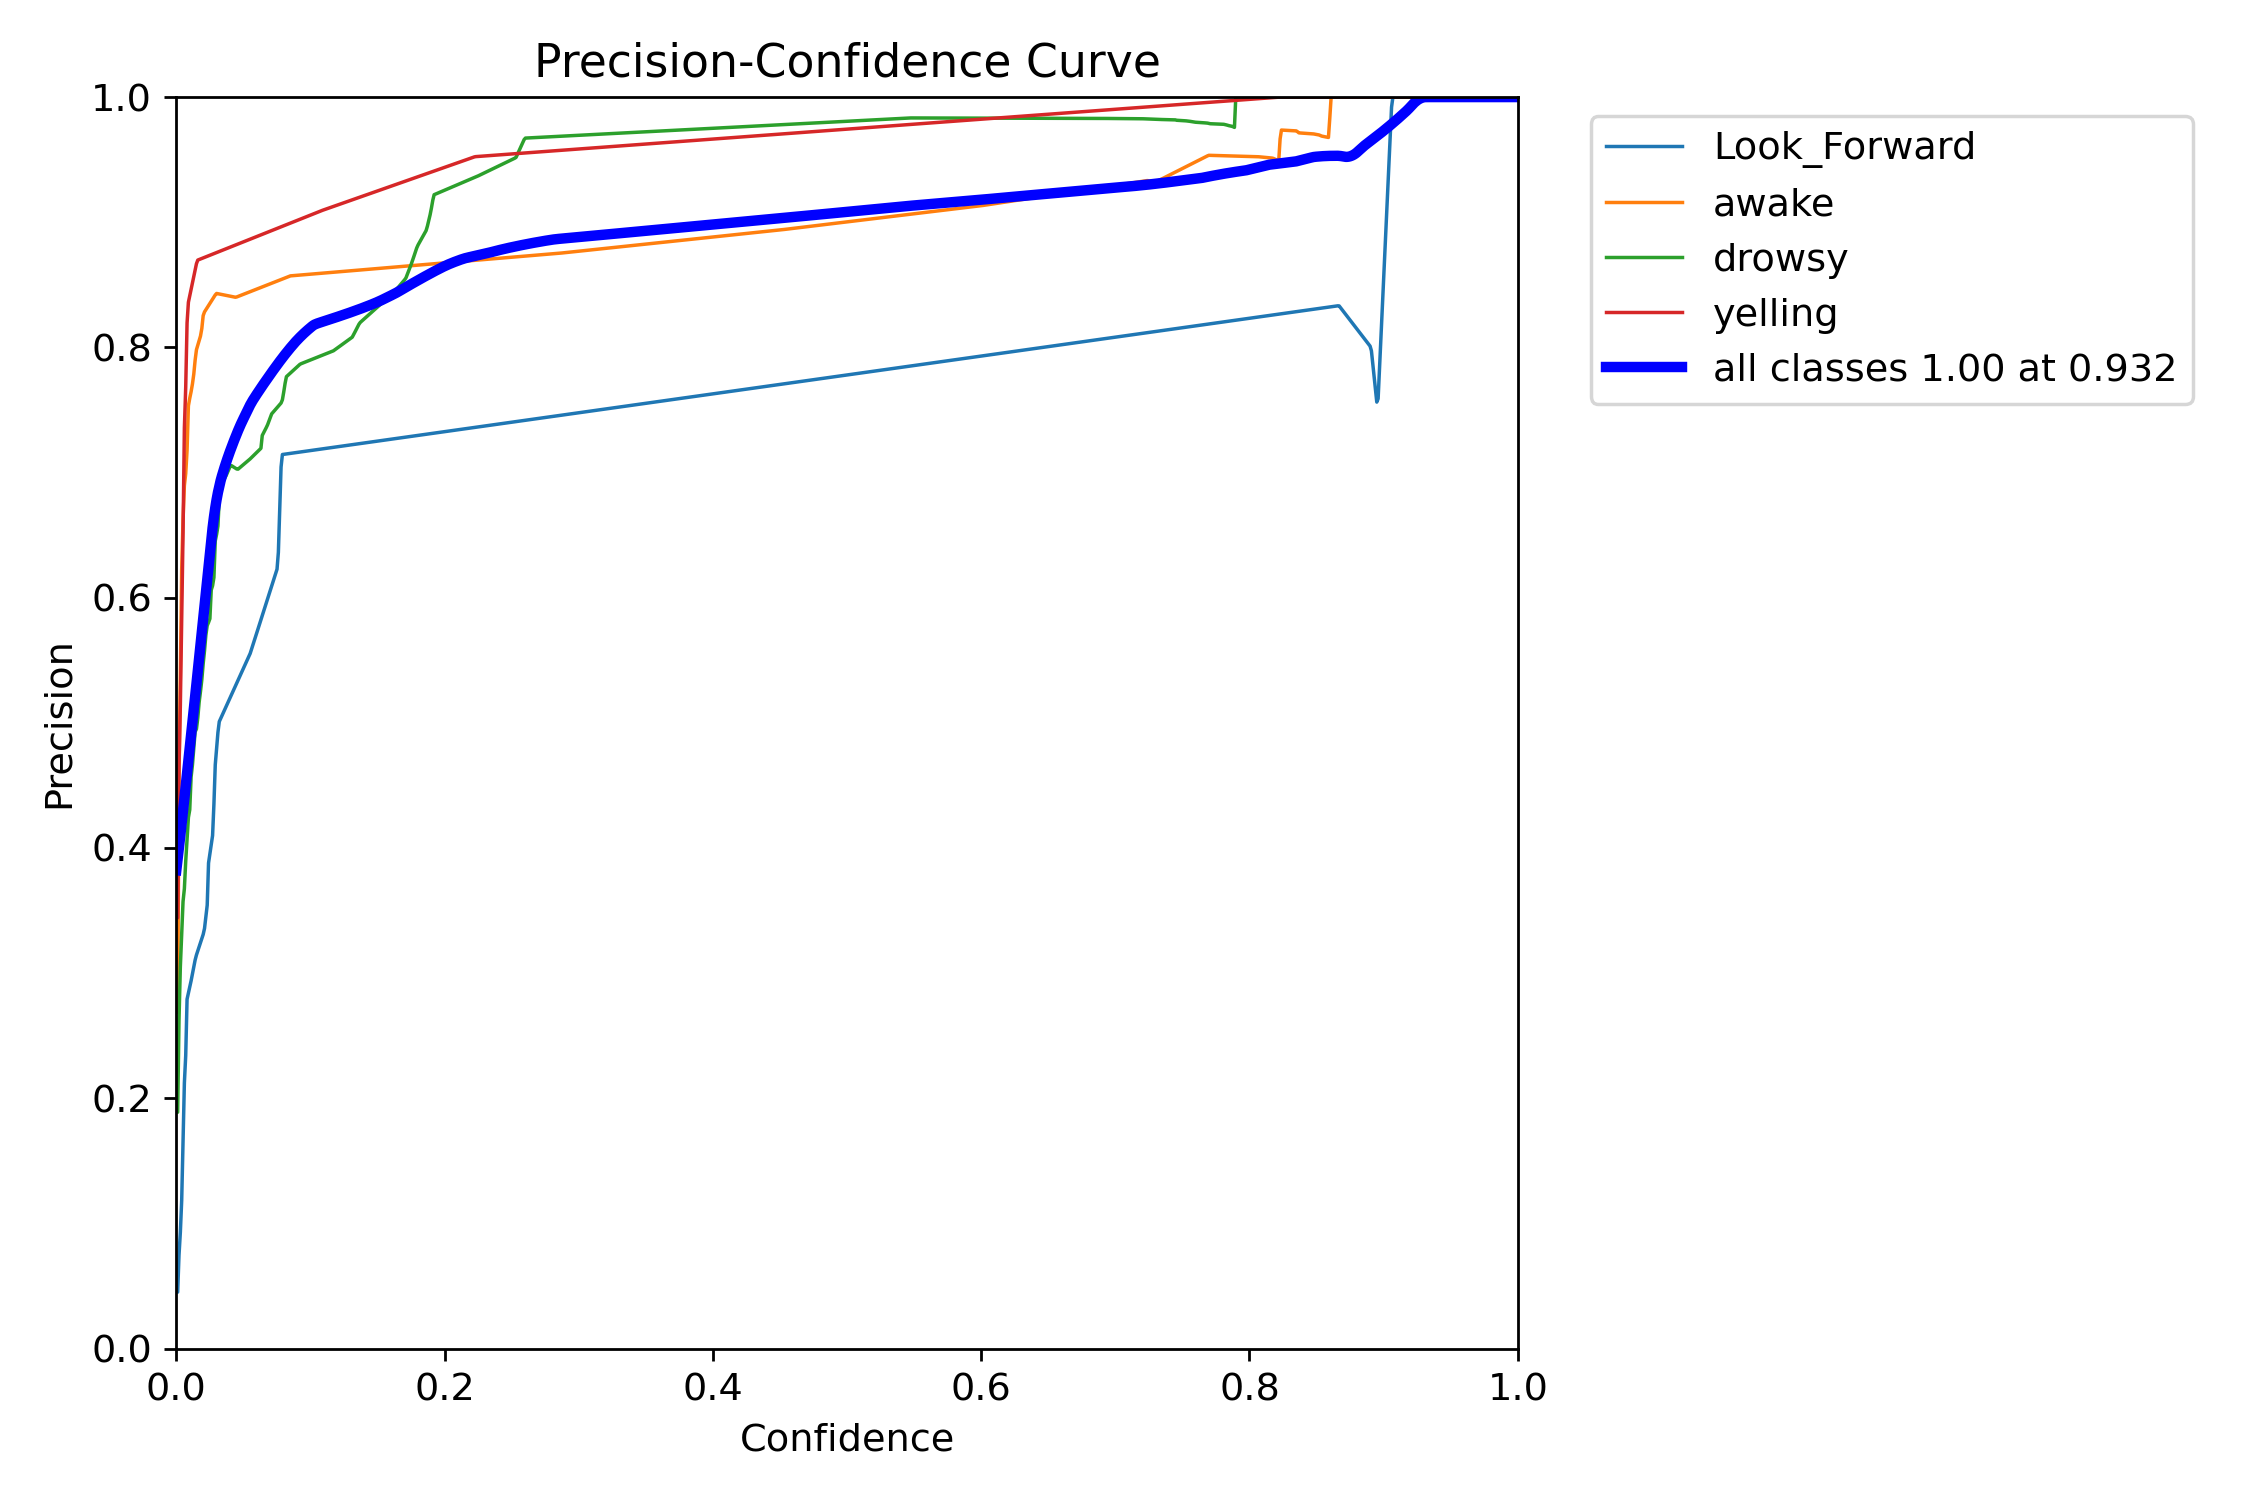 Precision-Confidence Curve
1.0
0.8
0.6
0.4
0.2
0.0
Precision
0.0 0.2 0.4 0.6 0.8 1.0
Confidence
Look_Forward
awake
drowsy
yelling
all classes 1.00 at 0.932